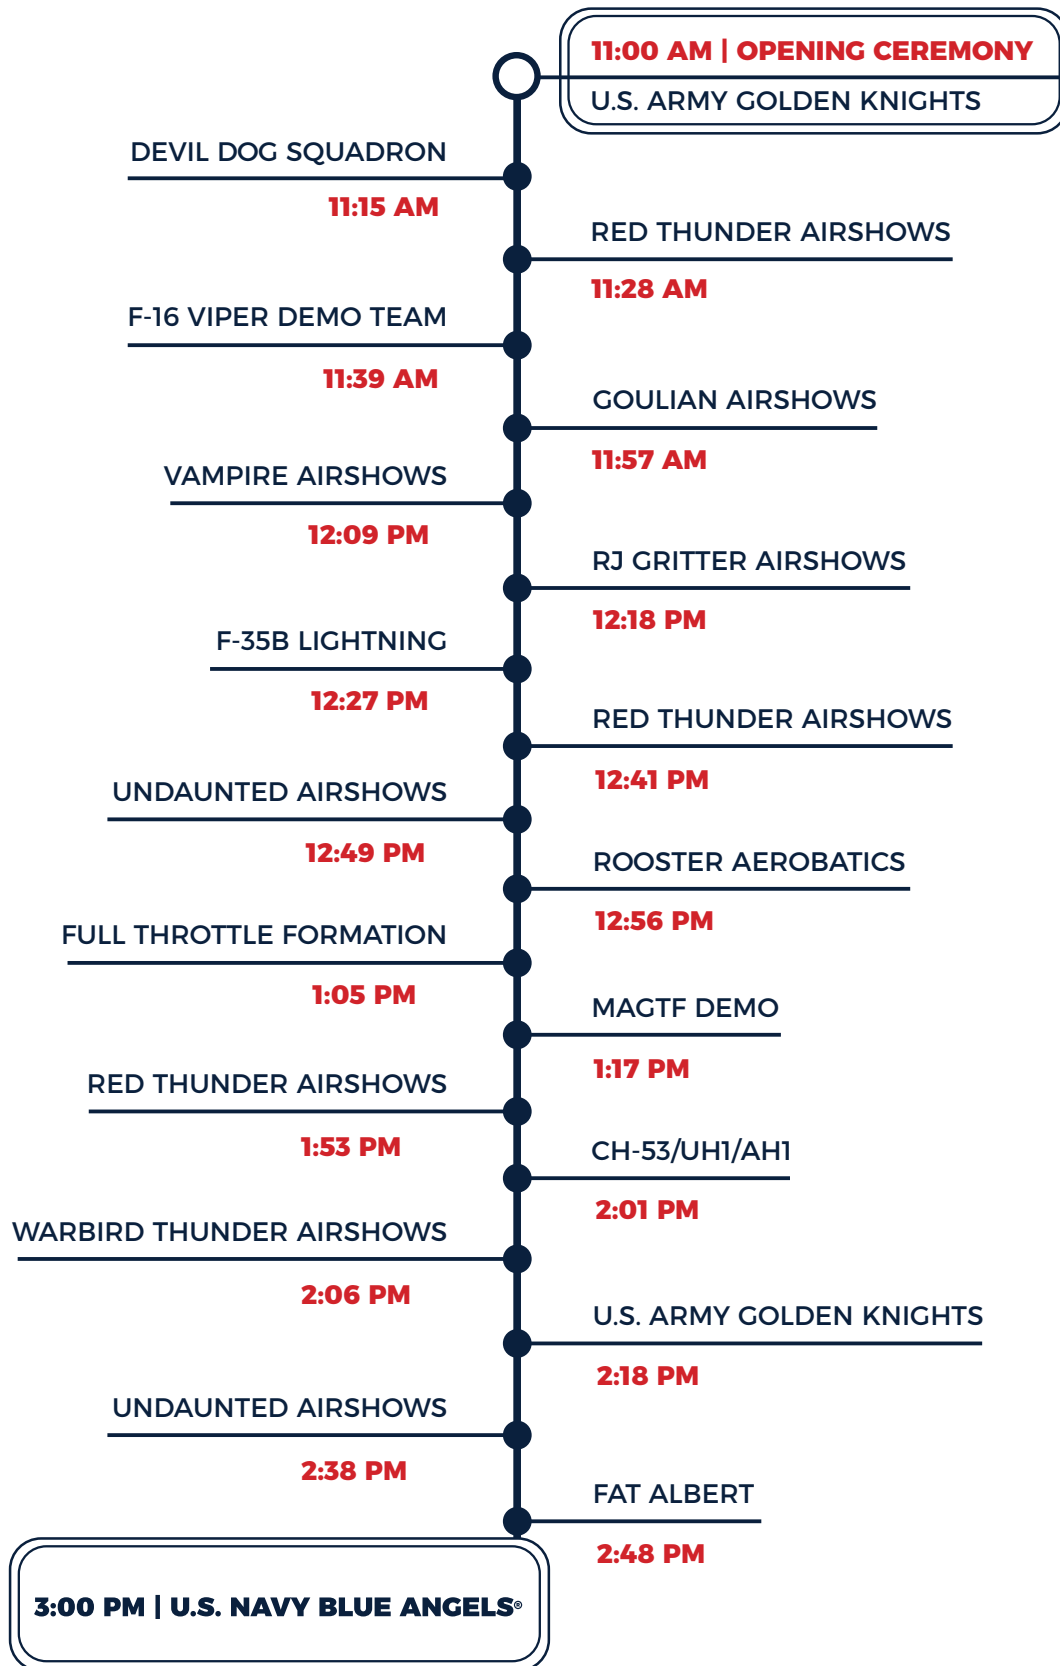 11:00 AM | OPENING CEREMONY
U.S. ARMY GOLDEN KNIGHTS
DEVIL DOG SQUADRON
11:15 AM
RED THUNDER AIRSHOWS
11:28 AM
F-16 VIPER DEMO TEAM
11:39 AM
GOULIAN AIRSHOWS
11:57 AM
VAMPIRE AIRSHOWS
12:09 PM
RJ GRITTER AIRSHOWS
12:18 PM
F-35B LIGHTNING
12:27 PM
RED THUNDER AIRSHOWS
12:41 PM
UNDAUNTED AIRSHOWS
12:49 PM
ROOSTER AEROBATICS
12:56 PM
FULL THROTTLE FORMATION
1:05 PM
MAGTF DEMO
1:17 PM
RED THUNDER AIRSHOWS
1:53 PM
CH-53/UH1/AH1
2:01 PM
WARBIRD THUNDER AIRSHOWS
2:06 PM
U.S. ARMY GOLDEN KNIGHTS
2:18 PM
UNDAUNTED AIRSHOWS
2:38 PM
FAT ALBERT
2:48 PM
3:00 PM | U.S. NAVY BLUE ANGELS®